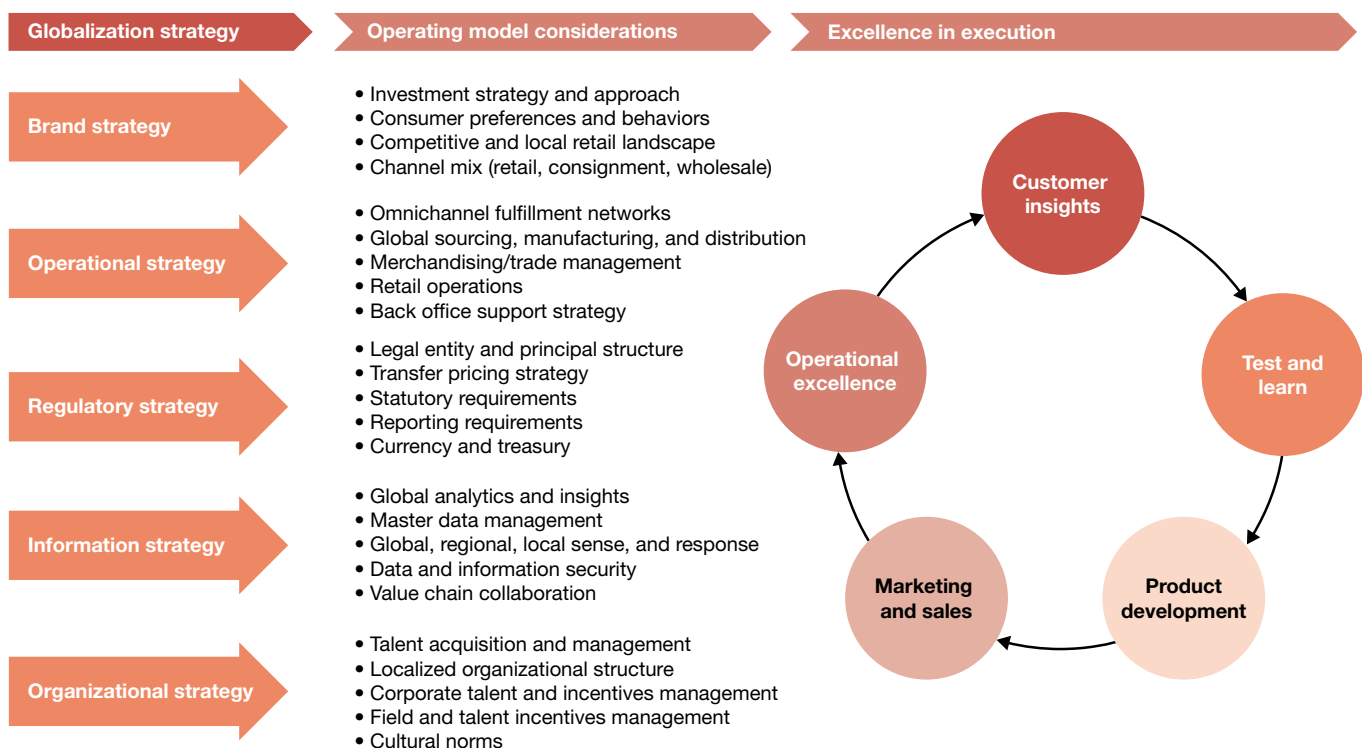 Globalization strategy
Operating model considerations
Excellence in execution
Brand strategy
• Investment strategy and approach
• Consumer preferences and behaviors
• Competitive and local retail landscape
• Channel mix (retail, consignment, wholesale)
Operational strategy
• Omnichannel fulfillment networks
• Global sourcing, manufacturing, and distribution
• Merchandising/trade management
• Retail operations
• Back office support strategy
Regulatory strategy
• Legal entity and principal structure
• Transfer pricing strategy
• Statutory requirements
• Reporting requirements
• Currency and treasury
Information strategy
• Global analytics and insights
• Master data management
• Global, regional, local sense, and response
• Data and information security
• Value chain collaboration
Organizational strategy
• Talent acquisition and management
• Localized organizational structure
• Corporate talent and incentives management
• Field and talent incentives management
• Cultural norms
Customer
insights
Test and
learn
Product
development
Marketing
and sales
Operational
excellence